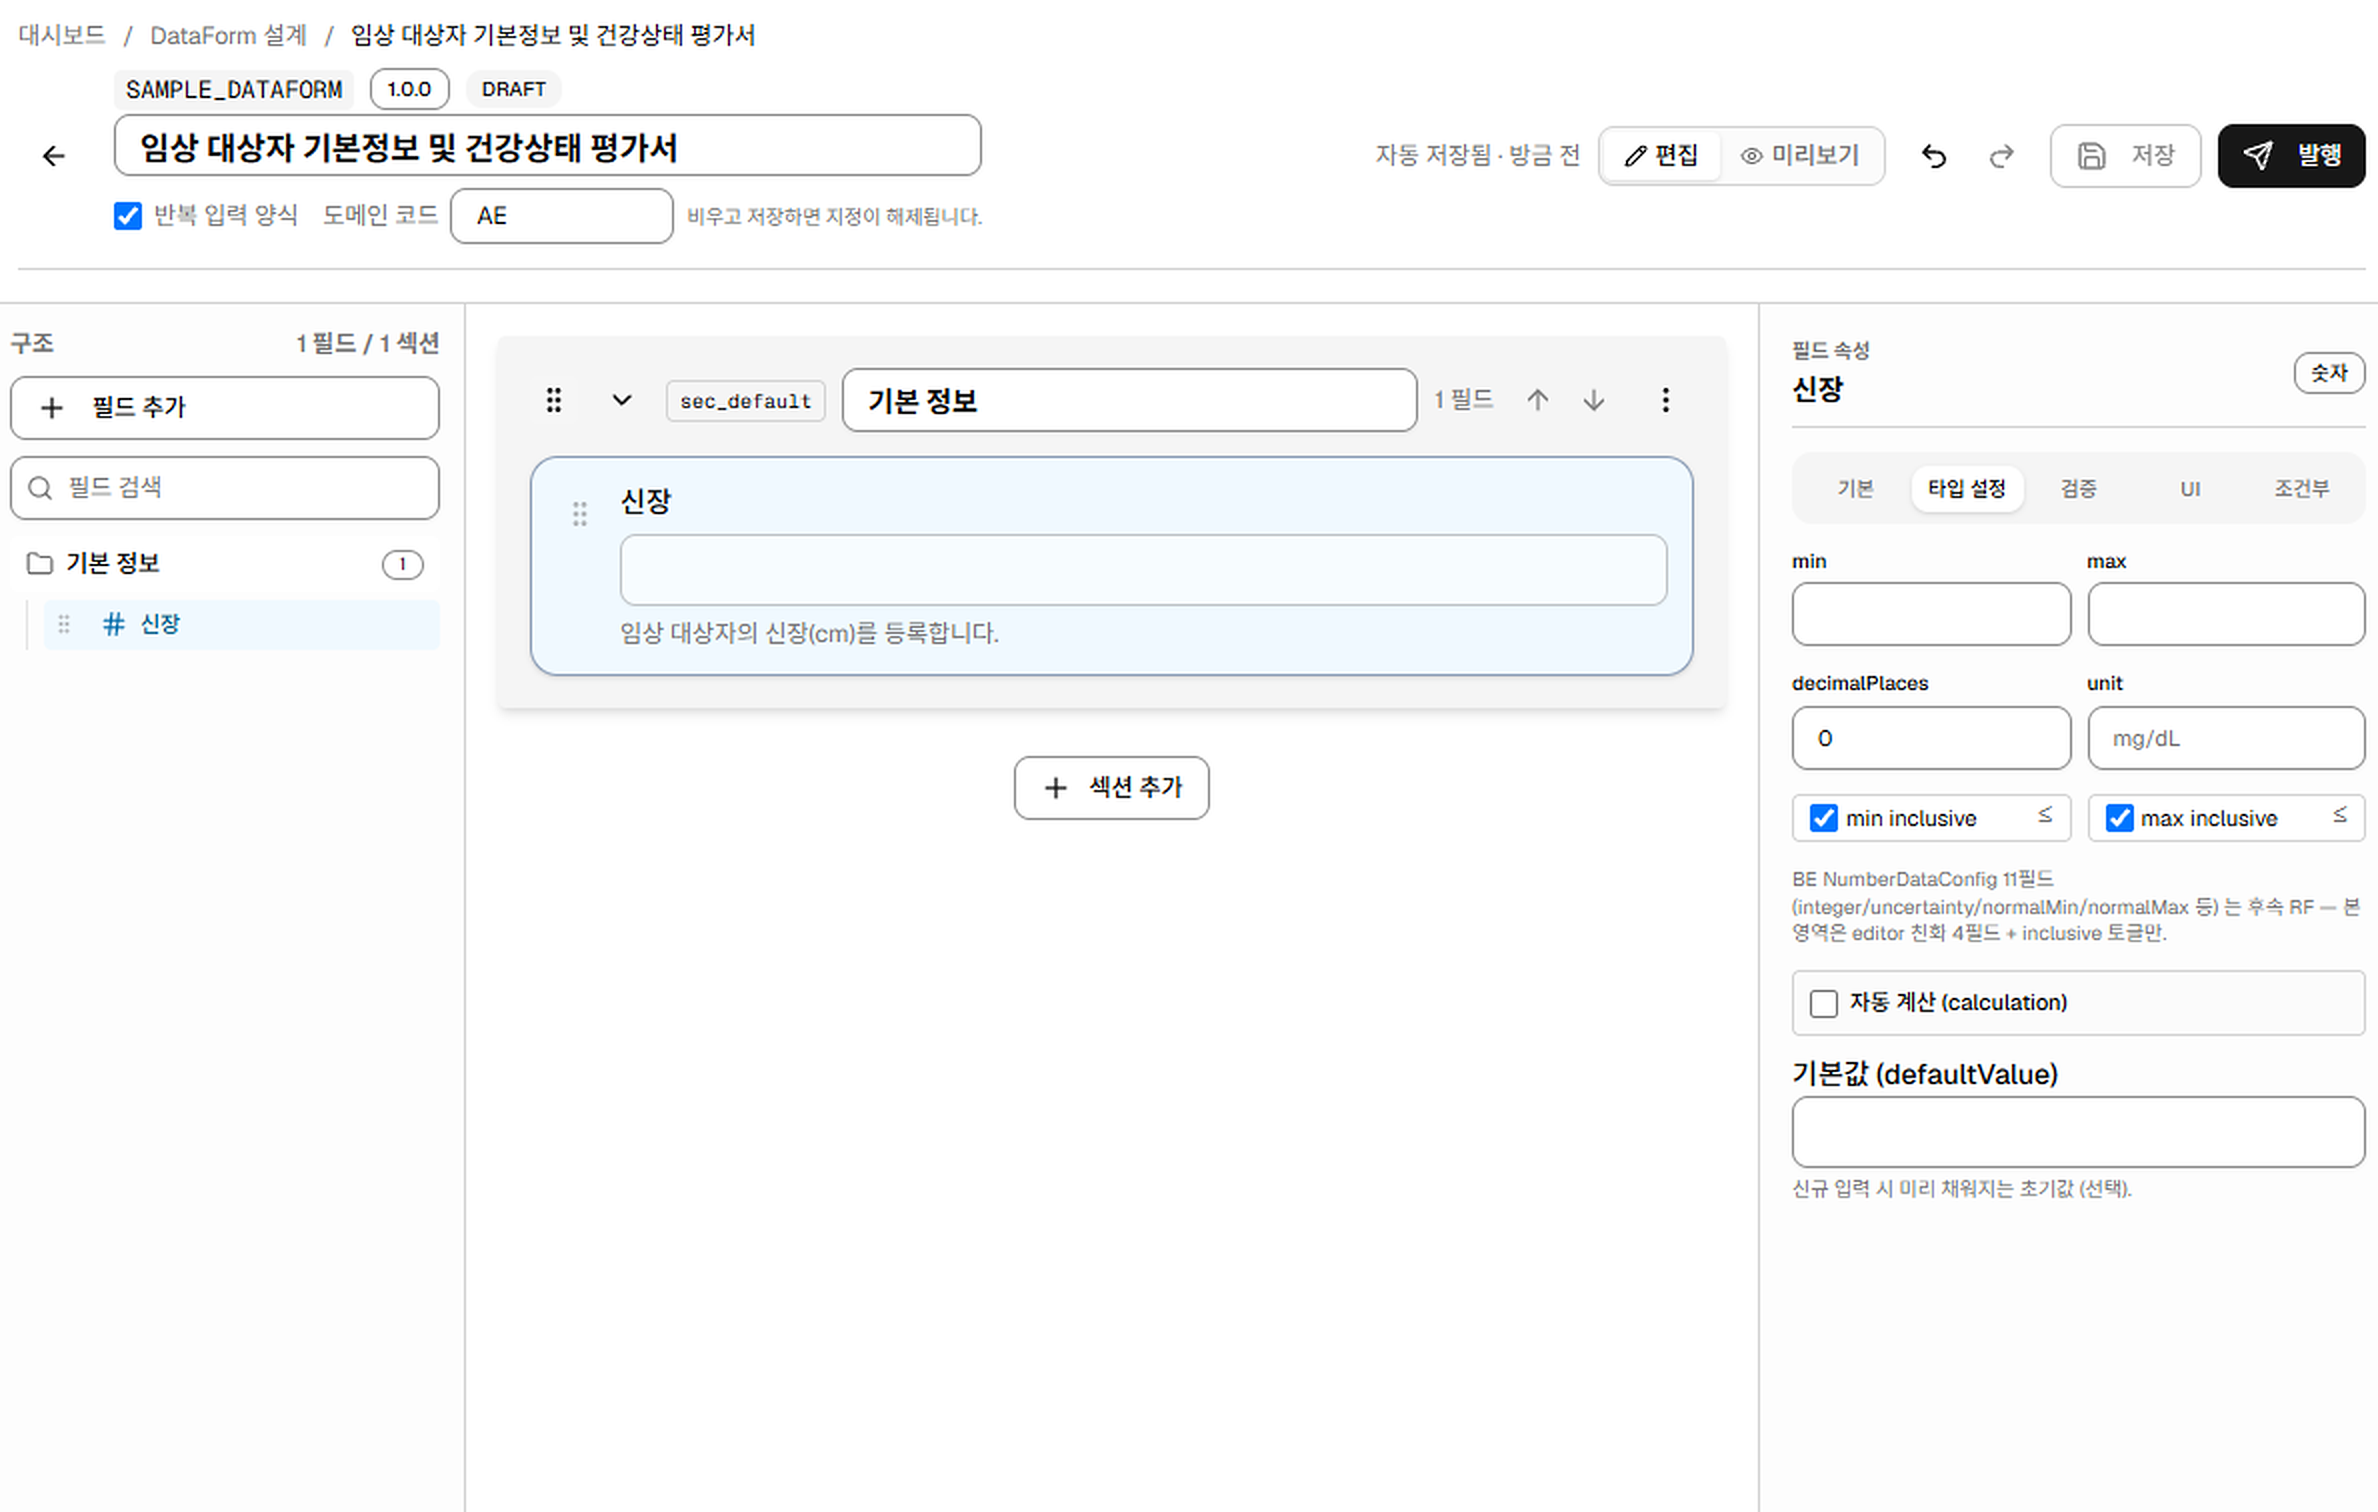 대시보드 / DataForm 설계 / 임상 대상자 기본정보 및 건강상태 평가서
SAMPLE_DATAFORM 1.0.0 DRAFT
임상 대상자 기본정보 및 건강상태 평가서
자동 저장됨 · 방금 전 편집 미리보기 저장 발행
반복 입력 양식 도메인 코드 AE 비우고 저장하면 지정이 해제됩니다.
구조 1 필드 / 1 섹션
+ 필드 추가
필드 검색
기본 정보 1
# 신장
sec_default 기본 정보 1 필드
신장
임상 대상자의 신장(cm)를 등록합니다.
+ 섹션 추가
필드 속성
신장 숫자
기본 타입 설정 검증 UI 조건부
min max
decimalPlaces unit
0 mg/dL
min inclusive ≤ max inclusive ≤
BE NumberDataConfig 11필드
(integer/uncertainty/normalMin/normalMax 등) 는 후속 RF — 본
영역은 editor 친화 4필드 + inclusive 토글만.
자동 계산 (calculation)
기본값 (defaultValue)
신규 입력 시 미리 채워지는 초기값 (선택).